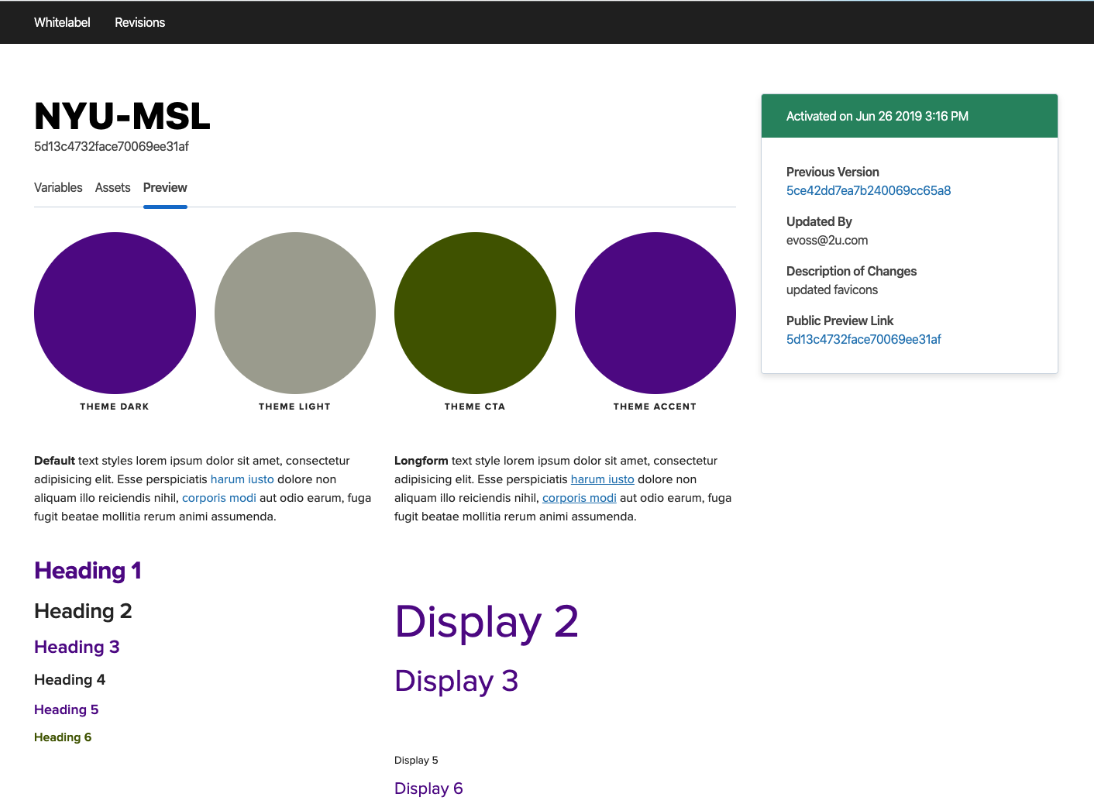 Whitelabel Revisions
NYU-MSL
5d13c4732face70069ee31af
Variables Assets Preview
THEME DARK THEME LIGHT THEME CTA THEME ACCENT
Default text styles lorem ipsum dolor sit amet, consectetur
adipisicing elit. Esse perspiciatis harum iusto dolore non
aliquam illo reiciendis nihil, corporis modi aut odio earum, fuga
fugit beatae mollitia rerum animi assumenda.
Longform text style lorem ipsum dolor sit amet, consectetur
adipisicing elit. Esse perspiciatis harum iusto dolore non
aliquam illo reiciendis nihil, corporis modi aut odio earum, fuga
fugit beatae mollitia rerum animi assumenda.
Heading 1
Heading 2
Heading 3
Heading 4
Heading 5
Heading 6
Display 2
Display 3
Display 5
Display 6
Activated on Jun 26 2019 3:16 PM
Previous Version
5ce42dd7ea7b240069cc65a8
Updated By
evoss@2u.com
Description of Changes
updated favicons
Public Preview Link
5d13c4732face70069ee31af